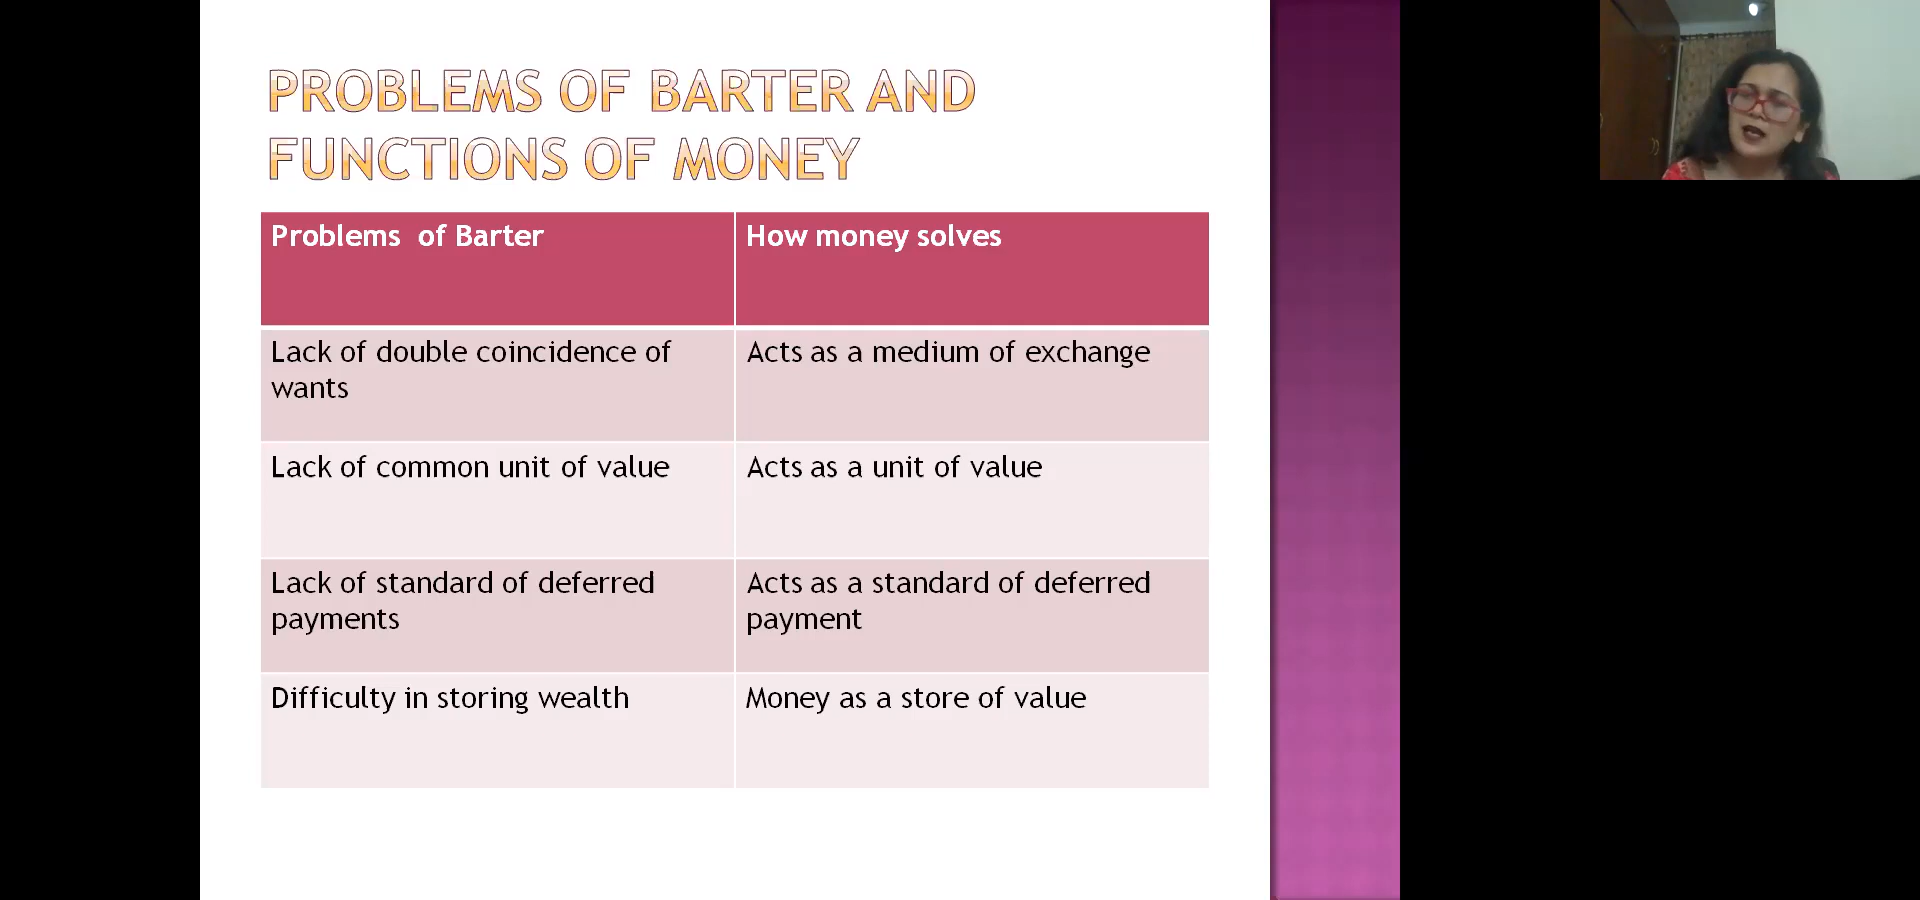 PROBLEMS OF BARTER AND
FUNCTIONS OF MONEY
Problems of Barter
How money solves
Lack of double coincidence of
wants
Acts as a medium of exchange
Lack of common unit of value
Acts as a unit of value
Lack of standard of deferred
payments
Acts as a standard of deferred
payment
Difficulty in storing wealth
Money as a store of value